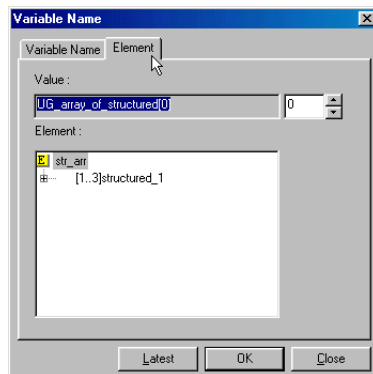 Variable Name
Variable Name Element
Value :
UG_array_of_structured[0] 0
Element :
E str_arr
[1..3]structured_1
Latest OK Close